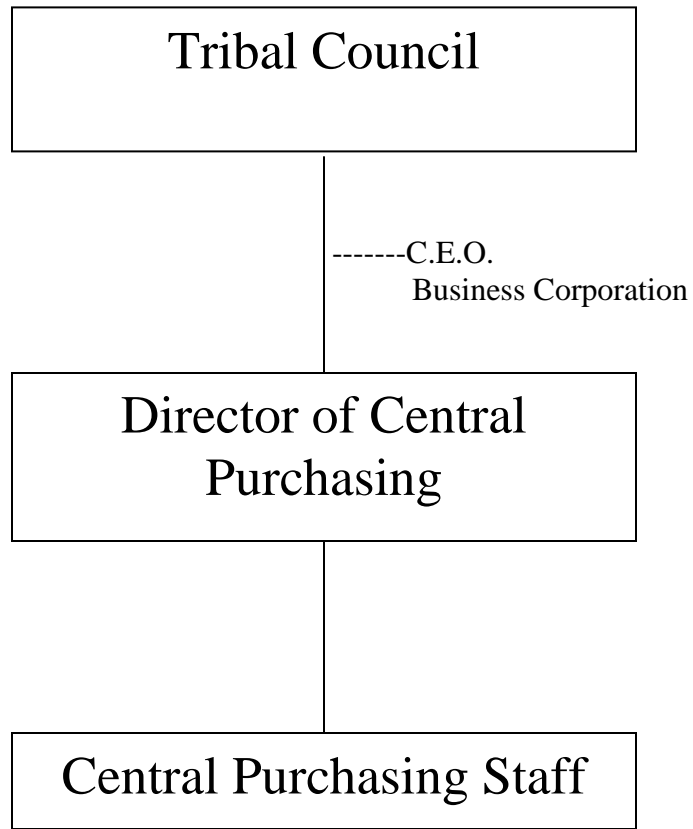 Tribal Council
-------C.E.O.
Business Corporation
Director of Central
Purchasing
Central Purchasing Staff